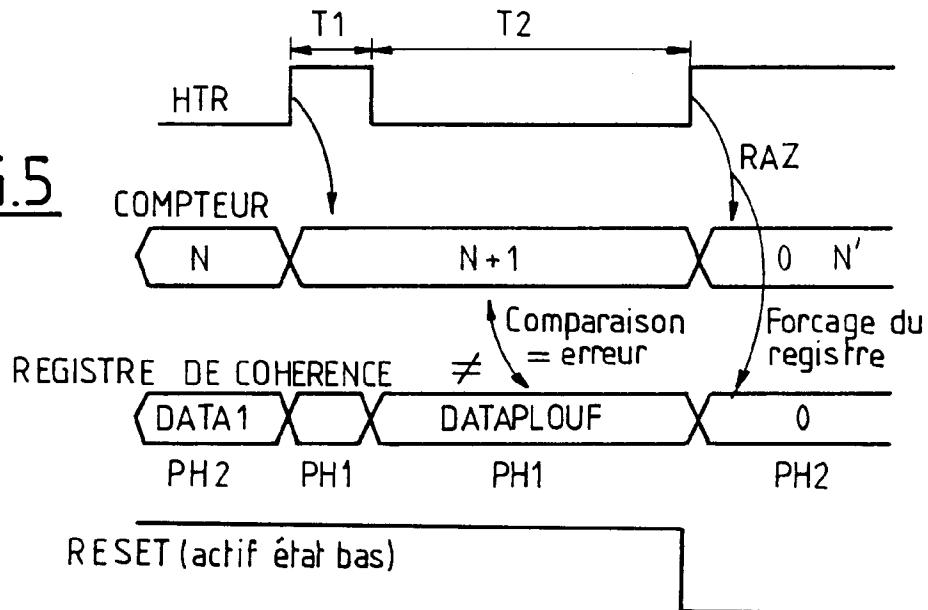 T1 T2
HTR
RAZ
G.5
COMPTEUR
N N+1 0 N'
Comparaison
= erreur
Forcage du
registre
REGISTRE DE COHERENCE ≠
DATA1 DATAPLOUF 0
PH2 PH1 PH1 PH2
RESET (actif état bas)